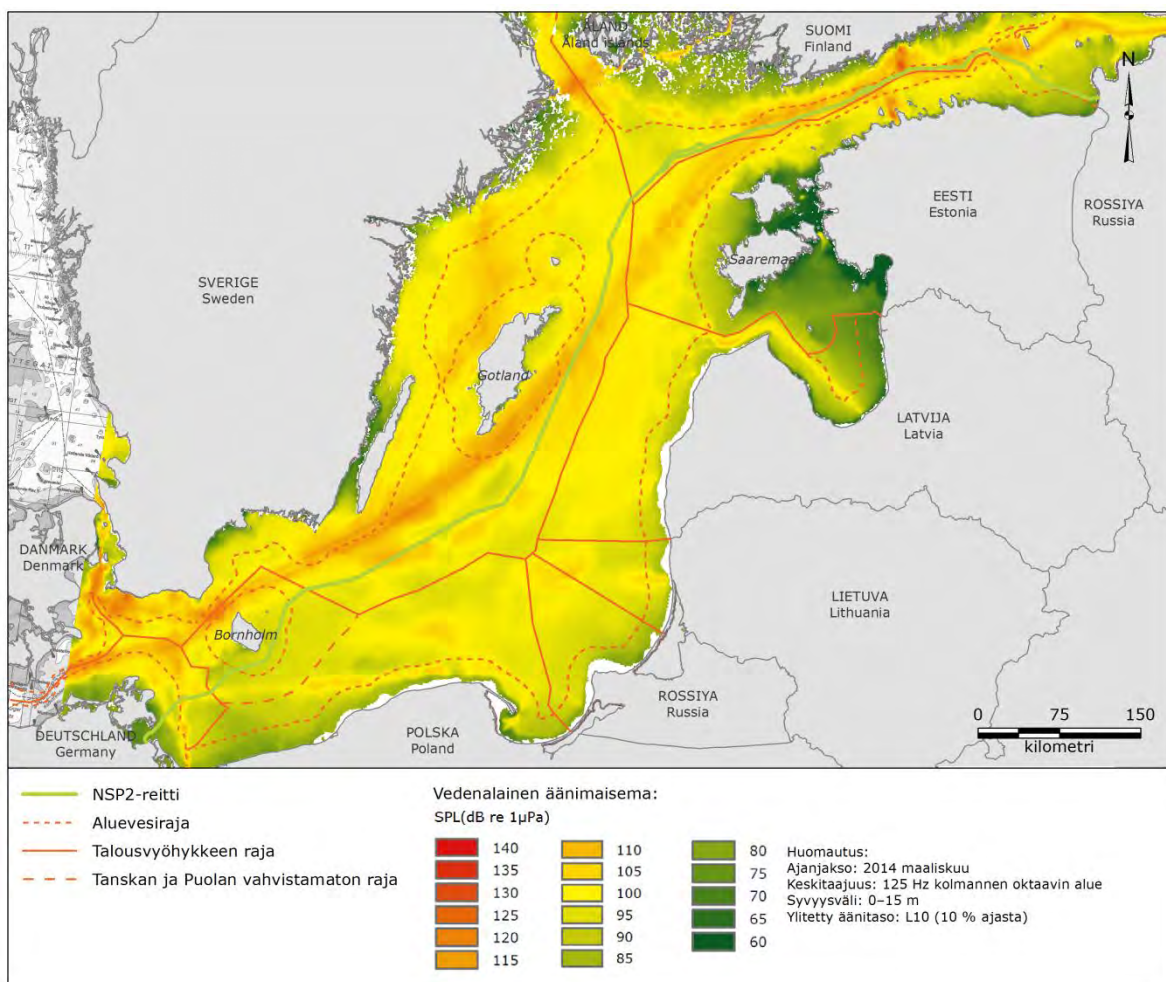 ÅLAND
Åland islands
SUOMI
Finland
N
EESTI
Estonia
ROSSIYA
Russia
Saaremaa
SVERIGE
Sweden
Gotland
LATVIJA
Latvia
DANMARK
Denmark
LIETUVA
Lithuania
Bornholm
ROSSIYA
Russia
DEUTSCHLAND
Germany
POLSKA
Poland
0 75 150
kilometri
NSP2-reitti
Aluevesiraja
Talousvyöhykkeen raja
Tanskan ja Puolan vahvistamaton raja
Vedenalainen äänimaisema:
SPL(dB re 1µPa)
140
135
130
125
120
115
110
105
100
95
90
85
80
75
70
65
60
Huomautus:
Ajanjakso: 2014 maaliskuu
Keskitaajuus: 125 Hz kolmannen oktaavin alue
Syvyysväli: 0–15 m
Ylitetty äänitaso: L10 (10 % ajasta)